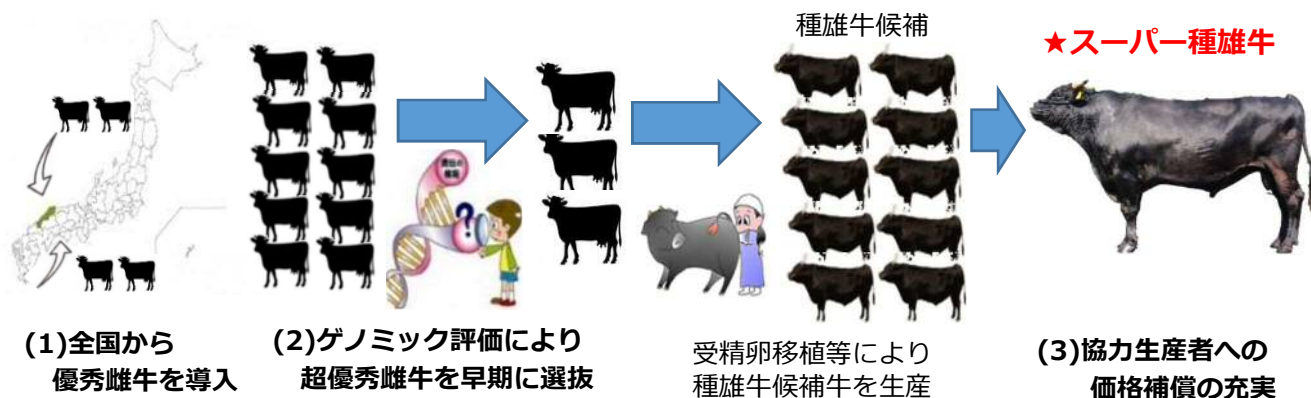 種雄牛候補
★スーパー種雄牛
(1)全国から
優秀雌牛を導入
(2)ゲノミック評価により
超優秀雌牛を早期に選抜
受精卵移植等により
種雄牛候補牛を生産
(3)協力生産者への
価格補償の充実